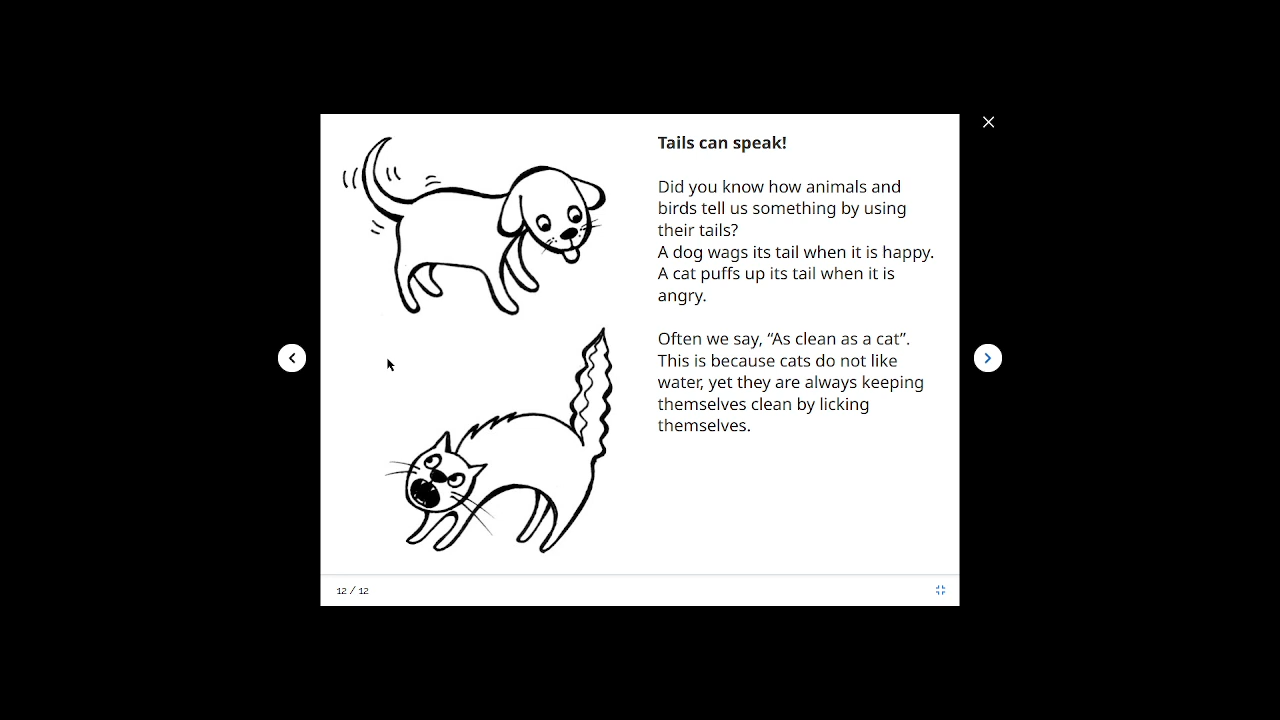 Tails can speak!
Did you know how animals and
birds tell us something by using
their tails?
A dog wags its tail when it is happy.
A cat puffs up its tail when it is
angry.
Often we say, “As clean as a cat”.
This is because cats do not like
water, yet they are always keeping
themselves clean by licking
themselves.
12 / 12